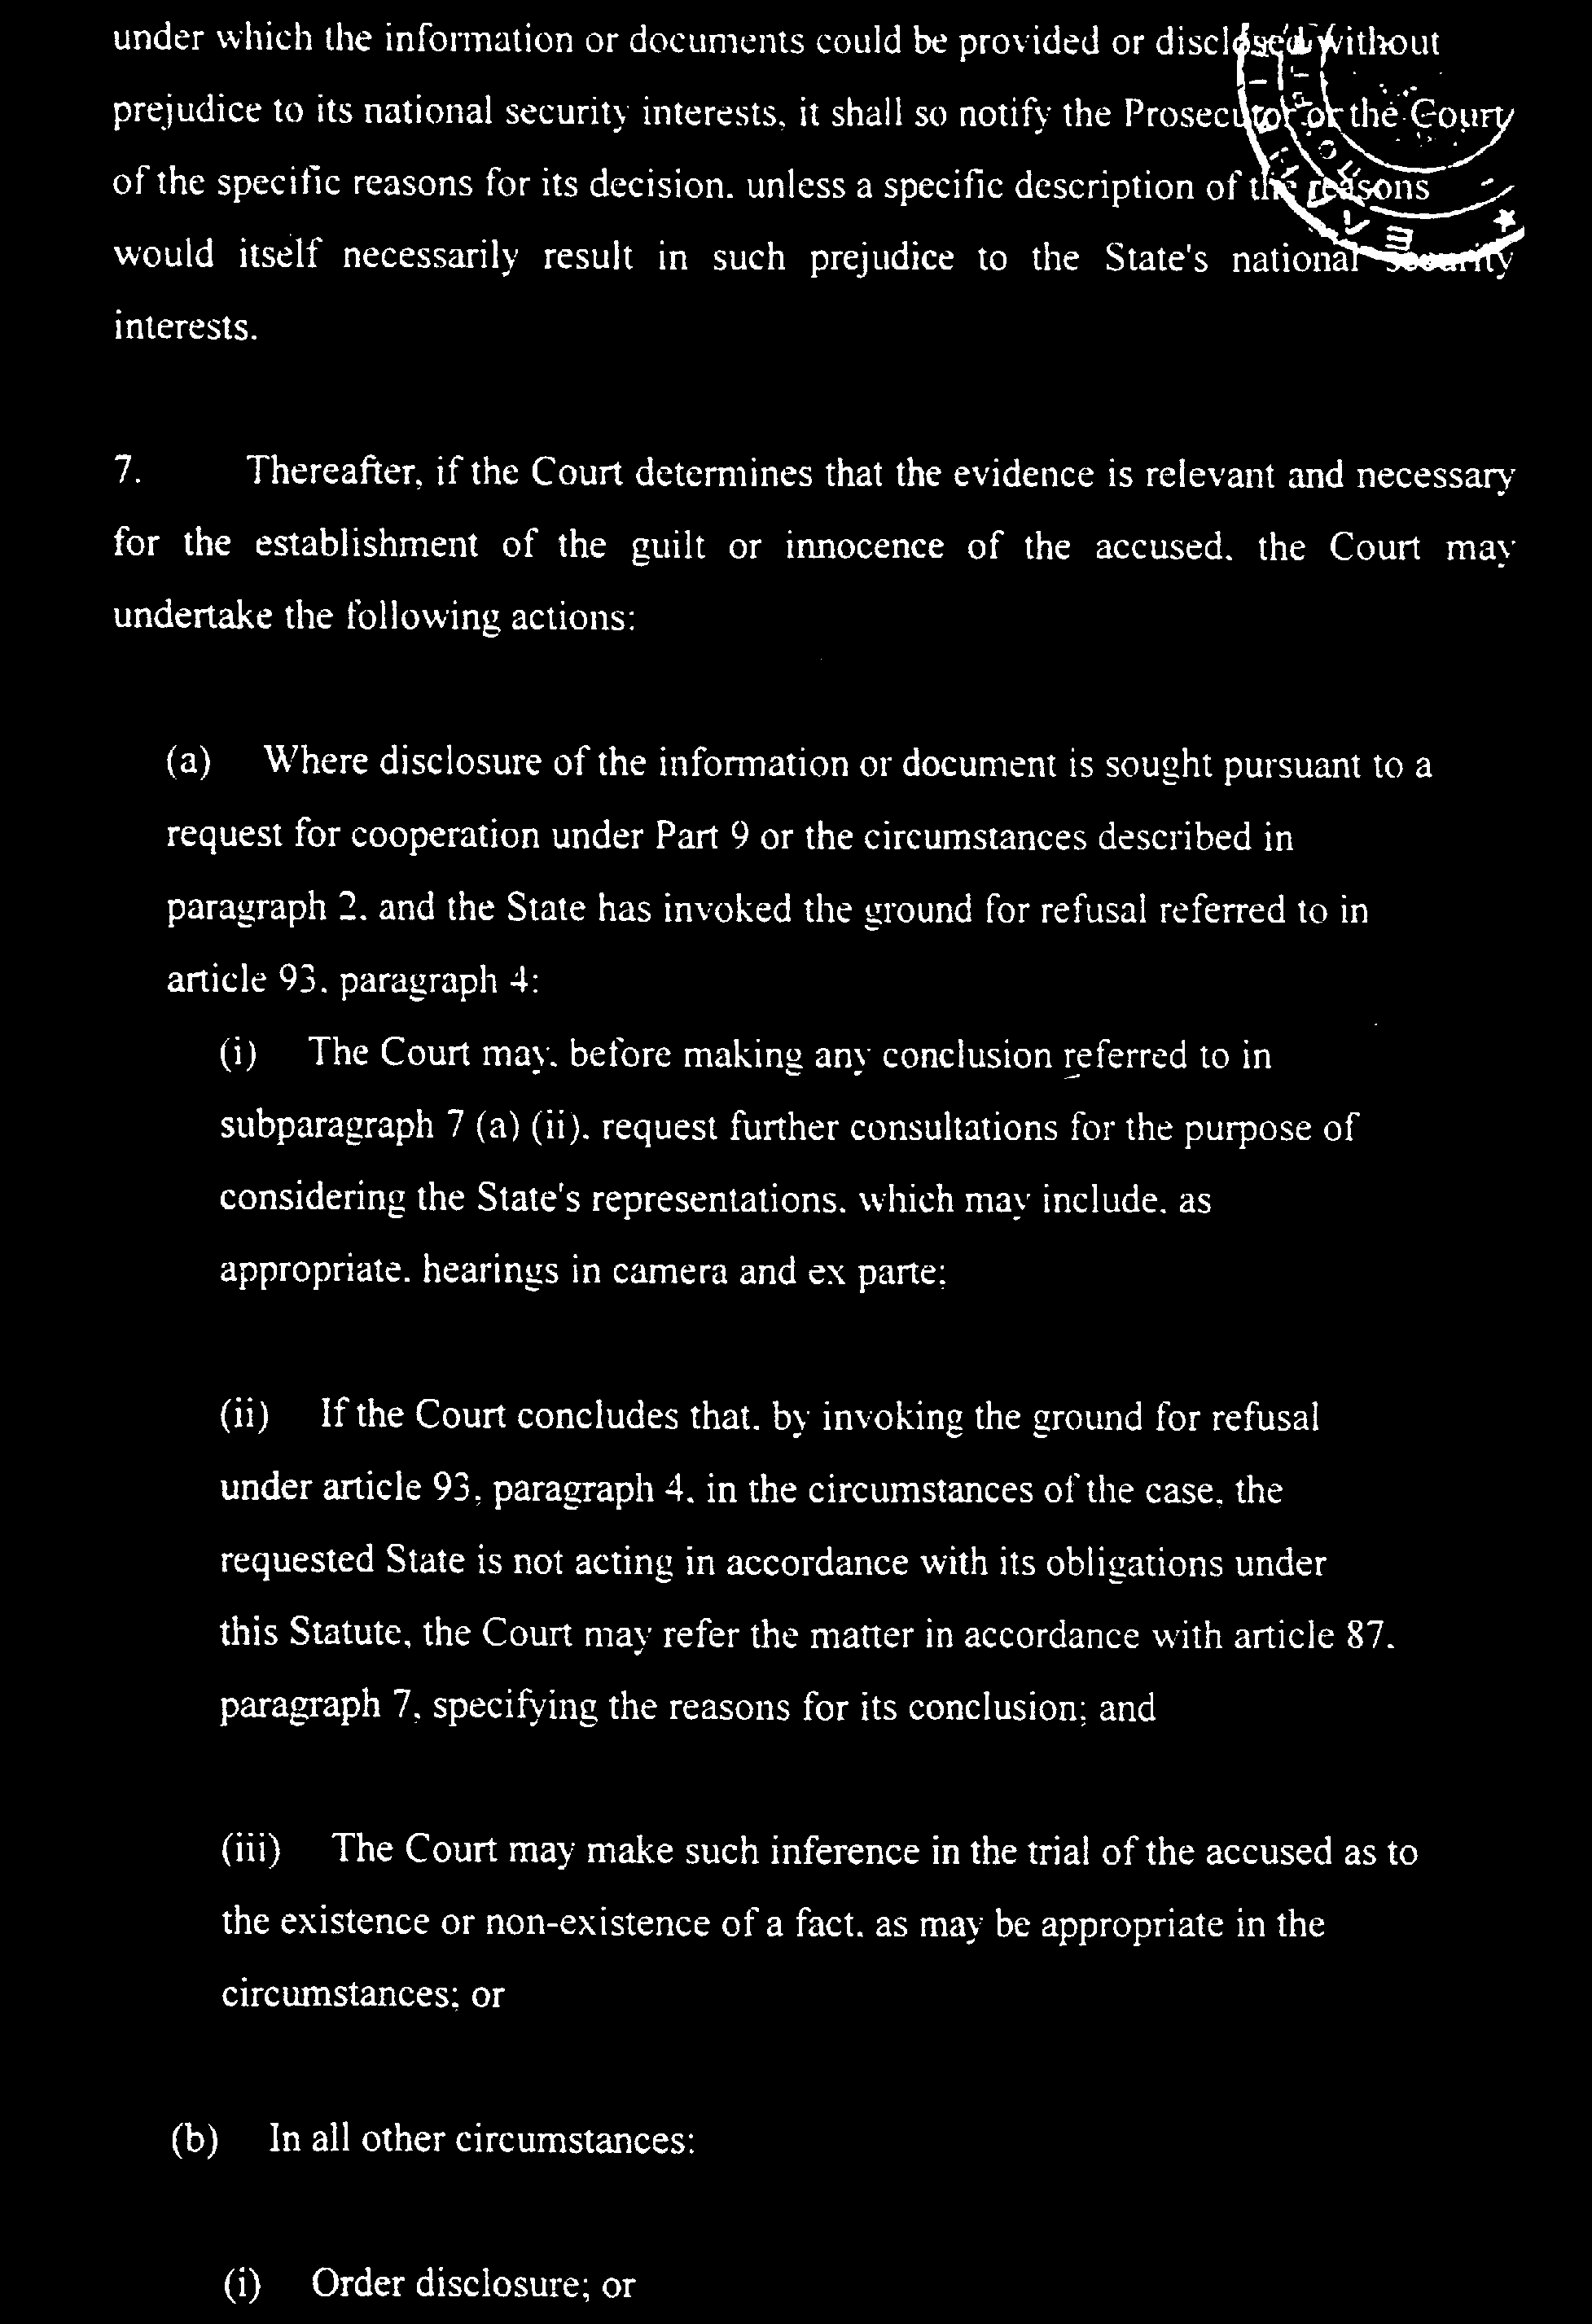 under which the information or documents could be provided or disclosed without
prejudice to its national security interests, it shall so notify the Prosecutor or the Court
of the specific reasons for its decision, unless a specific description of the reasons
would itself necessarily result in such prejudice to the State's national security
interests.
7. Thereafter, if the Court determines that the evidence is relevant and necessary
for the establishment of the guilt or innocence of the accused, the Court may
undertake the following actions:
(a) Where disclosure of the information or document is sought pursuant to a
request for cooperation under Part 9 or the circumstances described in
paragraph 2, and the State has invoked the ground for refusal referred to in
article 93, paragraph 4:
(i) The Court may, before making any conclusion referred to in
subparagraph 7 (a) (ii), request further consultations for the purpose of
considering the State's representations, which may include, as
appropriate, hearings in camera and ex parte;
(ii) If the Court concludes that, by invoking the ground for refusal
under article 93, paragraph 4, in the circumstances of the case, the
requested State is not acting in accordance with its obligations under
this Statute, the Court may refer the matter in accordance with article 87,
paragraph 7, specifying the reasons for its conclusion; and
(iii) The Court may make such inference in the trial of the accused as to
the existence or non-existence of a fact, as may be appropriate in the
circumstances; or
(b) In all other circumstances:
(i) Order disclosure; or